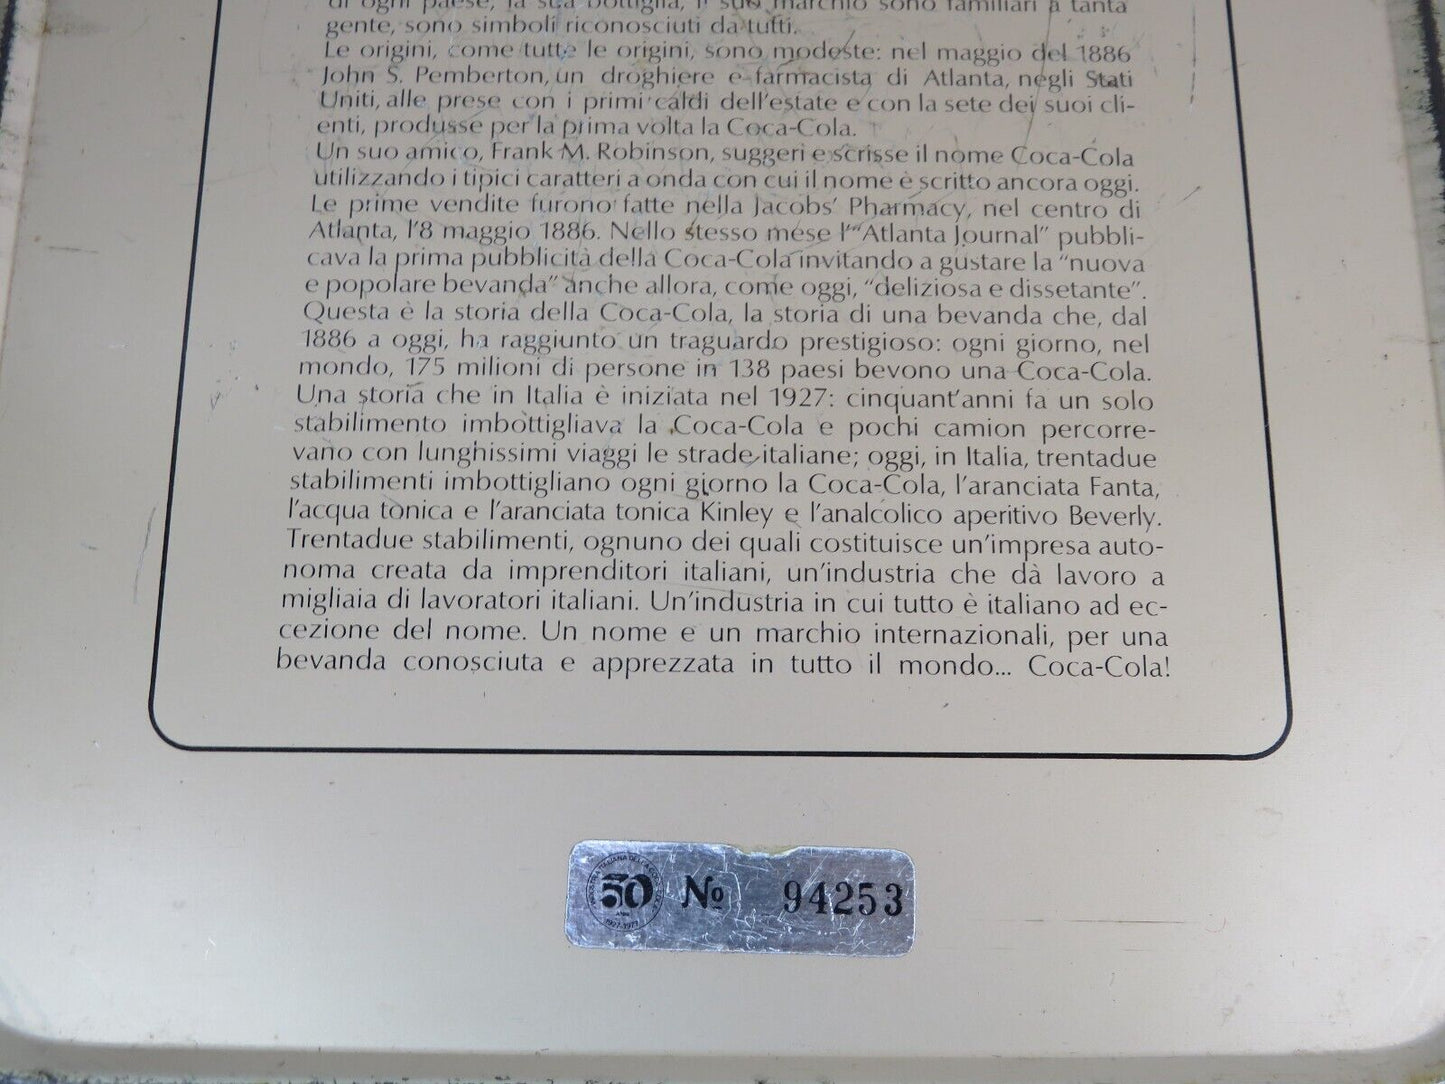 di ogni paese, la sua bottiglia, il suo marchio sono familiari a tanta
gente, sono simboli riconosciuti da tutti.
Le origini, come tutte le origini, sono modeste: nel maggio del 1886
John S. Pemberton, un droghiere e farmacista di Atlanta, negli Stati
Uniti, alle prese con i primi caldi dell'estate e con la sete dei suoi cli-
enti, produsse per la prima volta la Coca-Cola.
Un suo amico, Frank M. Robinson, suggerì e scrisse il nome Coca-Cola
utilizzando i tipici caratteri a onda con cui il nome è scritto ancora oggi.
Le prime vendite furono fatte nella Jacobs' Pharmacy, nel centro di
Atlanta, l'8 maggio 1886. Nello stesso mese l'"Atlanta Journal" pubbli-
cava la prima pubblicità della Coca-Cola invitando a gustare la "nuova
e popolare bevanda" anche allora, come oggi, "deliziosa e dissetante".
Questa è la storia della Coca-Cola, la storia di una bevanda che, dal
1886 a oggi, ha raggiunto un traguardo prestigioso: ogni giorno, nel
mondo, 175 milioni di persone in 138 paesi bevono una Coca-Cola.
Una storia che in Italia è iniziata nel 1927: cinquant'anni fa un solo
stabilimento imbottigliava la Coca-Cola e pochi camion percorre-
vano con lunghissimi viaggi le strade italiane; oggi, in Italia, trentadue
stabilimenti imbottigliano ogni giorno la Coca-Cola, l'aranciata Fanta,
l'acqua tonica e l'aranciata tonica Kinley e l'analcolico aperitivo Beverly.
Trentadue stabilimenti, ognuno dei quali costituisce un'impresa auto-
noma creata da imprenditori italiani, un'industria che dà lavoro a
migliaia di lavoratori italiani. Un'industria in cui tutto è italiano ad ec-
cezione del nome. Un nome e un marchio internazionali, per una
bevanda conosciuta e apprezzata in tutto il mondo... Coca-Cola!
50 No 94253
ANNI
1927-1977